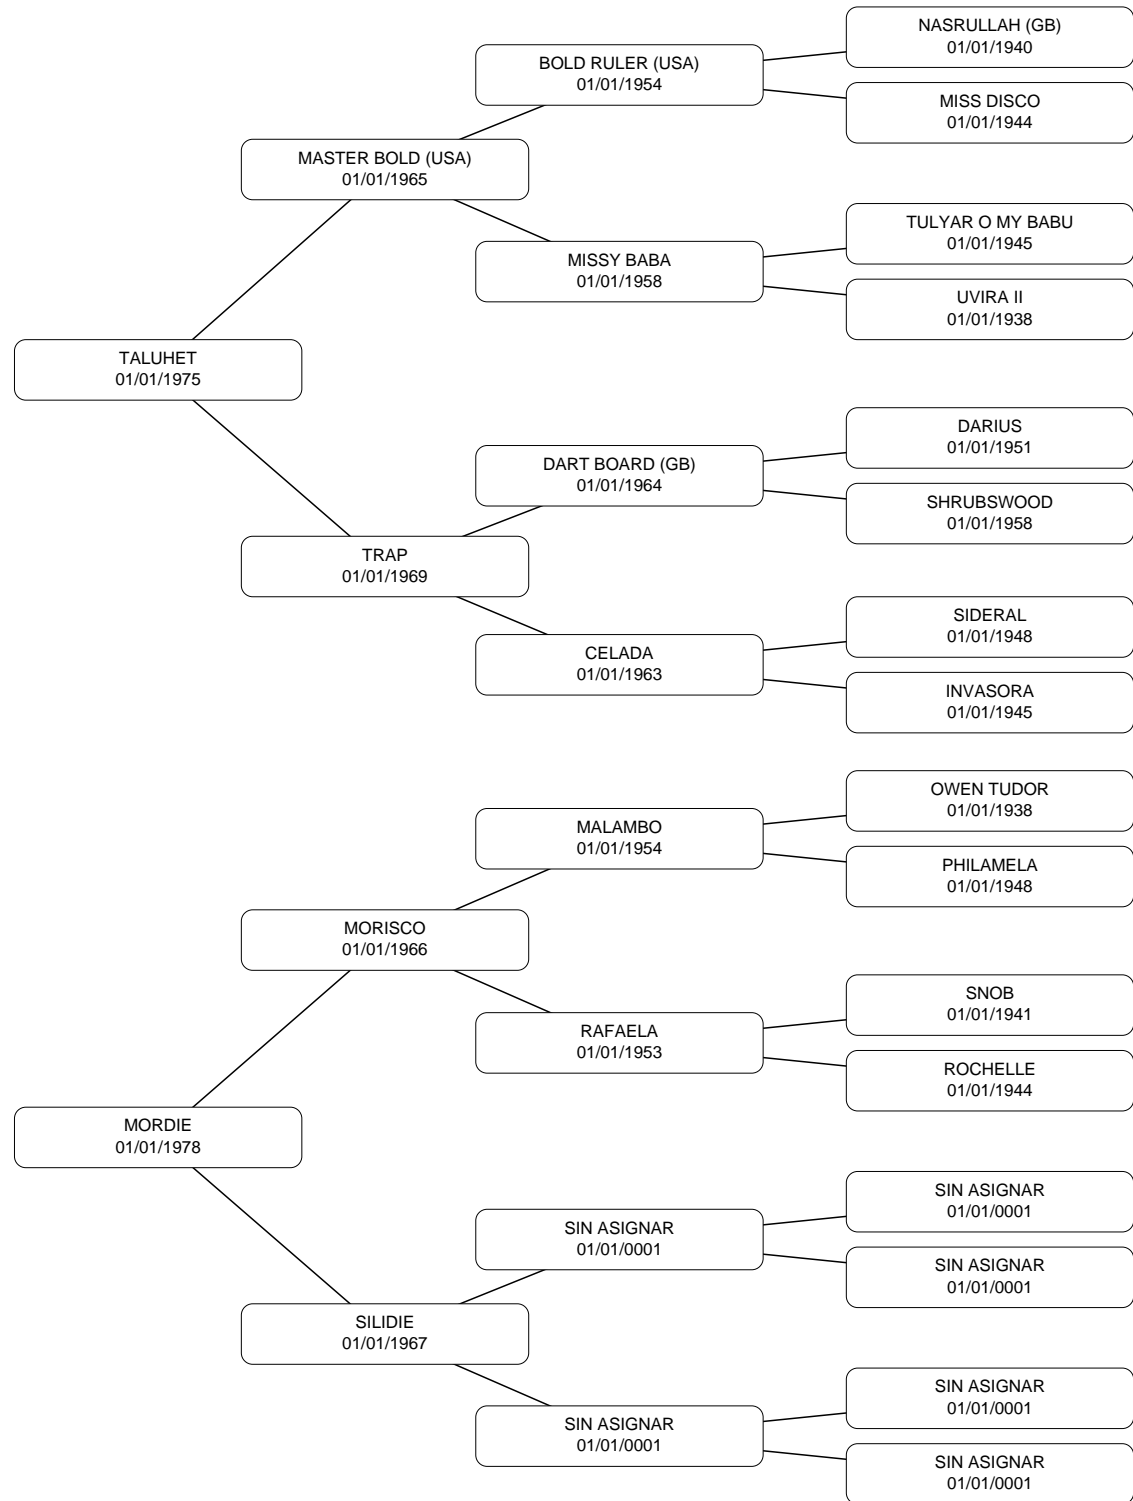 NASRULLAH (GB)
01/01/1940
BOLD RULER (USA)
01/01/1954
MISS DISCO
01/01/1944
MASTER BOLD (USA)
01/01/1965
TULYAR O MY BABU
01/01/1945
MISSY BABA
01/01/1958
UVIRA II
01/01/1938
TALUHET
01/01/1975
DARIUS
01/01/1951
DART BOARD (GB)
01/01/1964
SHRUBSWOOD
01/01/1958
TRAP
01/01/1969
SIDERAL
01/01/1948
CELADA
01/01/1963
INVASORA
01/01/1945
OWEN TUDOR
01/01/1938
MALAMBO
01/01/1954
PHILAMELA
01/01/1948
MORISCO
01/01/1966
SNOB
01/01/1941
RAFAELA
01/01/1953
ROCHELLE
01/01/1944
MORDIE
01/01/1978
SIN ASIGNAR
01/01/0001
SIN ASIGNAR
01/01/0001
SIN ASIGNAR
01/01/0001
SILIDIE
01/01/1967
SIN ASIGNAR
01/01/0001
SIN ASIGNAR
01/01/0001
SIN ASIGNAR
01/01/0001